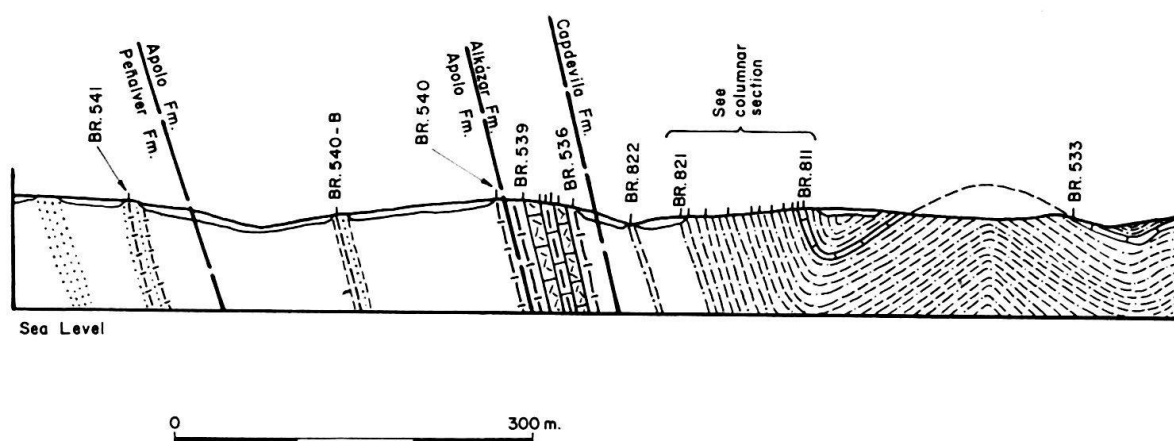 BR.541
Apolo Fm.
Peñalver Fm.
BR.540-B
BR.540
Alkázar Fm.
Apolo Fm.
BR.539
BR.536
Capdevila Fm.
BR.822
BR.821
See
columnar
section
BR.811
BR.533
Sea Level
0
300 m.